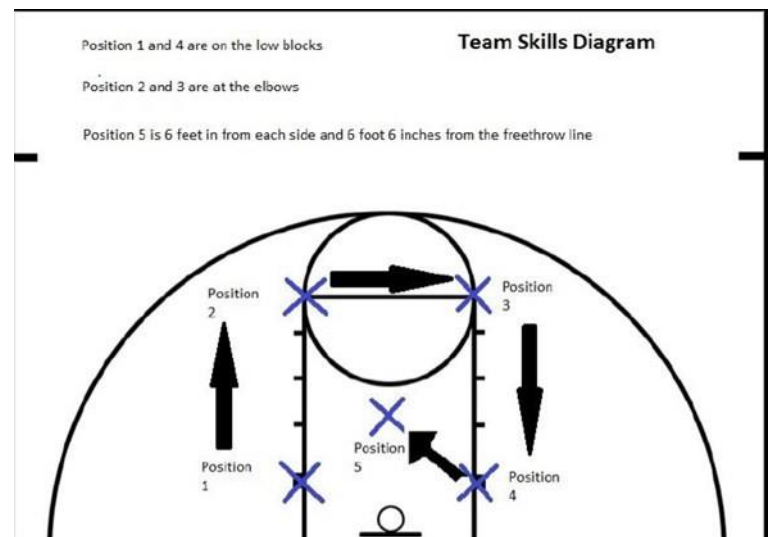 Team Skills Diagram
Position 1 and 4 are on the low blocks
Position 2 and 3 are at the elbows
Position 5 is 6 feet in from each side and 6 foot 6 inches from the freethrow line
Position
2
Position
3
Position
5
Position
1
Position
4